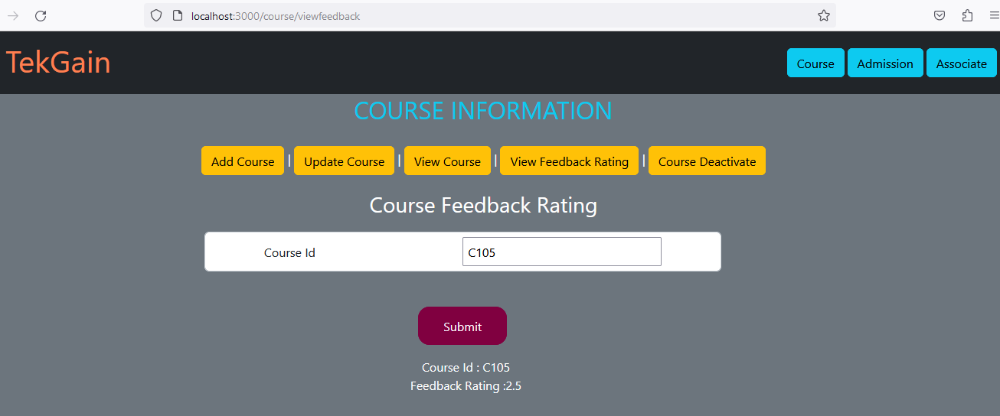 localhost:3000/course/viewfeedback
TekGain
Course Admission Associate
COURSE INFORMATION
Add Course | Update Course | View Course | View Feedback Rating | Course Deactivate
Course Feedback Rating
Course Id C105
Submit
Course Id : C105
Feedback Rating :2.5